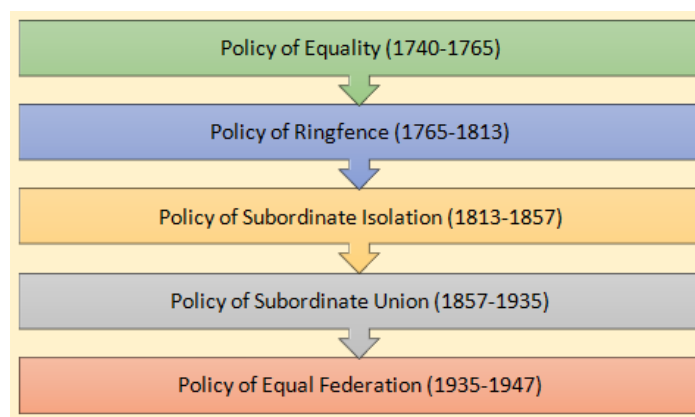 Policy of Equality (1740-1765)
Policy of Ringfence (1765-1813)
Policy of Subordinate Isolation (1813-1857)
Policy of Subordinate Union (1857-1935)
Policy of Equal Federation (1935-1947)